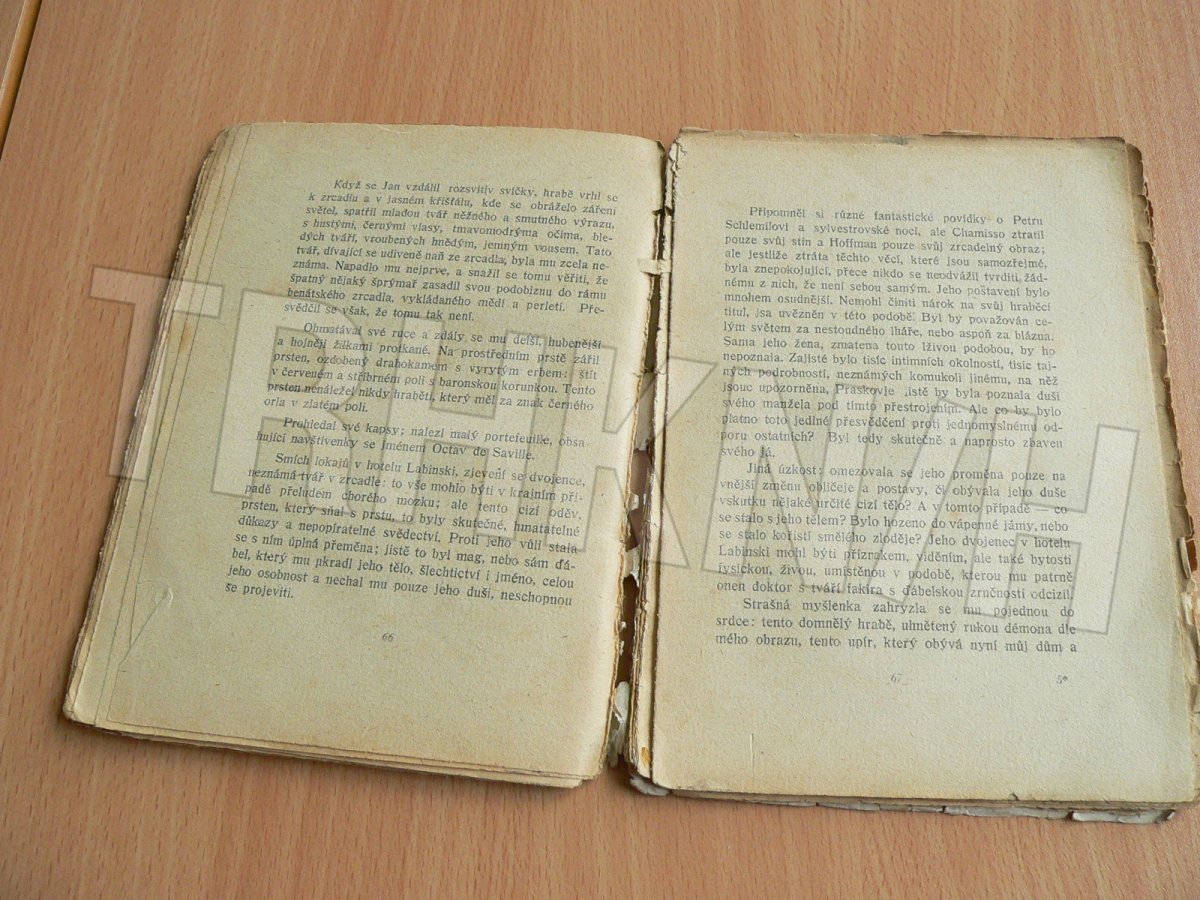 Když se Jan vzdálil rozsvítiv svíčky, hrabě vrhl se
k zrcadlu a v jasném křišťálu, kde se obráželo záření
světel, spatřil mladou tvář něžného a smutného výrazu,
s hustými, černými vlasy, tmavomodrýma očima, ble-
dých tváří, vroubených hnědým, jemným vousem. Tato
tvář, dívající se udiveně naň ze zrcadla, byla mu zcela ne-
známa. Napadlo mu nejprve, a snažil se tomu věřiti, že
špatný nějaký šprýmař zasadil svou podobiznu do rámu
benátského zrcadla, vykládaného mědí a perletí. Pře-
svědčil se však, že tomu tak není.
Ohmatával své ruce a zdály se mu delší, hubenější
a hojněji žilkami protkané. Na prostředním prstě zářil
prsten, ozdobený drahokamem s vyrytým erbem: štít
v červeném a stříbrném poli s baronskou korunkou. Tento
prsten nenáležel nikdy hraběti, který měl za znak černého
orla v zlatém poli.
Prohledal své kapsy; nalezl malý portefeuille, obsa-
hující navštívenky se jménem Octav de Saville.
Smích lokajů v hotelu Labinski, zjevení se dvojence,
neznámá tvář v zrcadle: to vše mohlo býti v krajním pří-
padě přeludem chorého mozku; ale tento cizí oděv,
prsten, který sňal s prstu, to byly skutečné, hmatatelné
důkazy a nepopíratelné svědectví. Proti jeho vůli stala
se s ním úplná přeměna; jistě to byl mag, nebo sám ďá-
bel, který mu ukradl jeho tělo, šlechtictví i jméno, celou
jeho osobnost a nechal mu pouze jeho duši, neschopnou
se projeviti.
66
Připomněl si různé fantastické povídky o Petru
Schlemilovi a sylvestrovské noci, ale Chamisso ztratil
pouze svůj stín a Hoffman pouze svůj zrcadelný obraz;
ale jestliže ztráta těchto věcí, které jsou samozřejmé,
byla znepokojující, přece nikdo se neodvážil tvrditi, žád-
nému z nich, že není sebou samým. Jeho postavení bylo
mnohem osudnější. Nemohl činiti nárok na svůj hraběcí
titul, jsa uvězněn v této podobě. Byl by považován ce-
lým světem za nestoudného lháře, nebo aspoň za blázna.
Sama jeho žena, zmatena touto lživou podobou, by ho
nepoznala. Zajisté bylo tisíc intimních okolností, tisíc taj-
ných podrobností, neznámých komukoli jinému, na něž
jsouc upozorněna, Praskovje jistě by byla poznala duši
svého manžela pod tímto přestrojením. Ale co by bylo
platno toto jediné přesvědčení proti jednomyslnému od-
poru ostatních? Byl tedy skutečně a naprosto zbaven
svého já.
Jiná úzkost: omezovala se jeho proměna pouze na
vnější změnu obličeje a postavy, či obývala jeho duše
vskutku nějaké určité cizí tělo? A v tomto případě — co
se stalo s jeho tělem? Bylo hozeno do vápenné jámy, nebo
se stalo kořistí smělého zloděje? Jeho dvojenec v hotelu
Labinski mohl býti přízrakem, viděním, ale také bytostí
fysickou, živou, umístěnou v podobě, kterou mu patrně
onen doktor s tváří fakíra s ďábelskou zručností odcizil.
Strašná myšlenka zahryzla se mu pojednou do
srdce: tento domnělý hrabě, uhnětený rukou démona dle
mého obrazu, tento upír, který obývá nyní můj dům a
67
5*
TRHKNIH